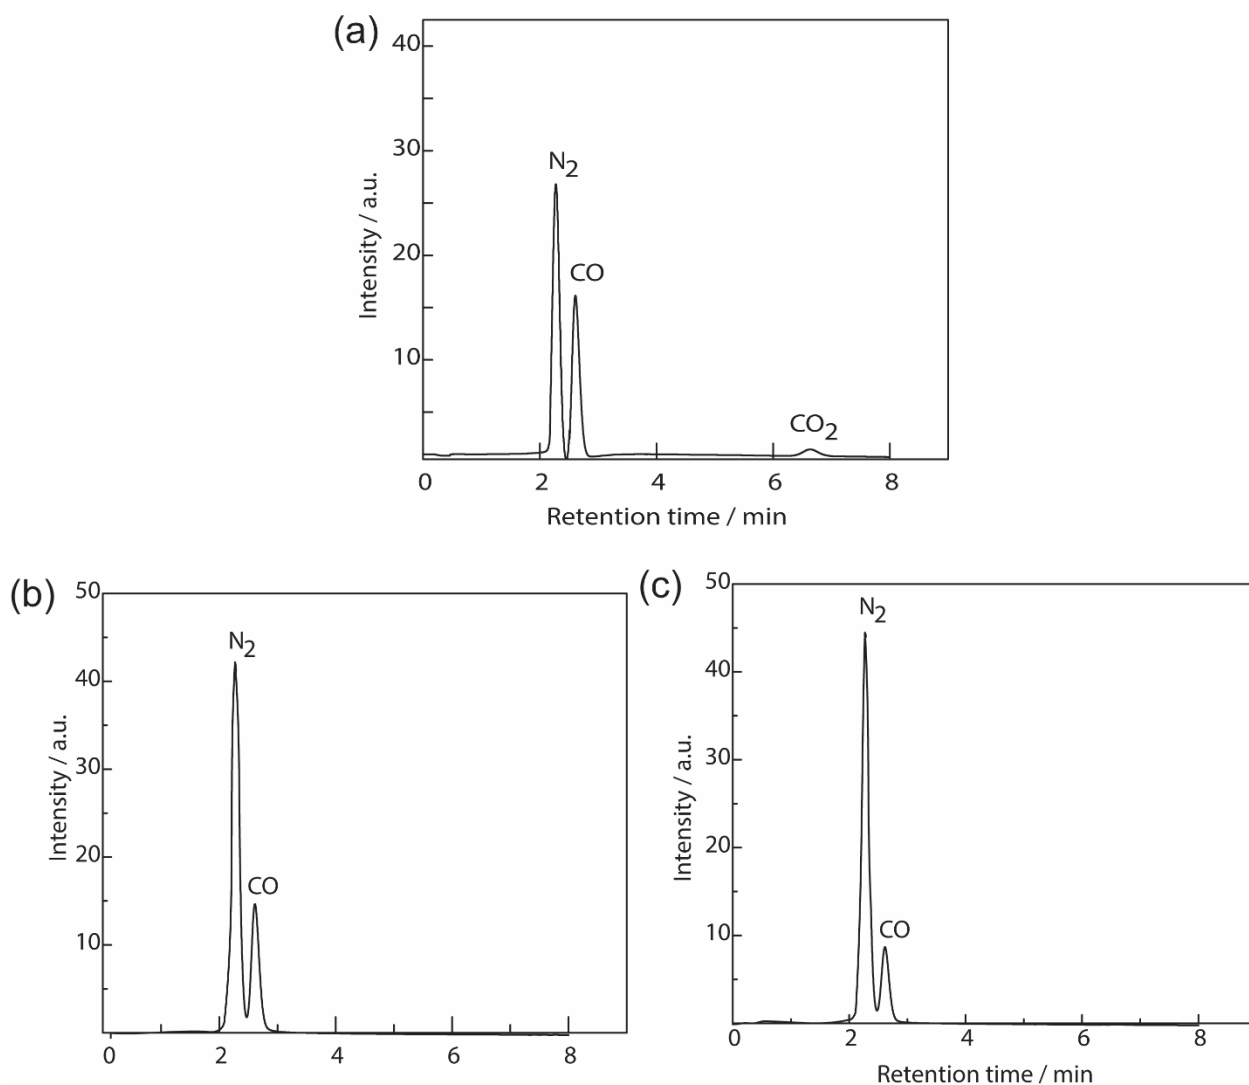 (a)
40
30
20
10
Intensity / a.u.
N2
CO
CO2
0 2 4 6 8
Retention time / min
(b)
50
40
30
20
10
Intensity / a.u.
N2
CO
0 2 4 6 8
(c)
50
40
30
20
10
Intensity / a.u.
N2
CO
0 2 4 6 8
Retention time / min